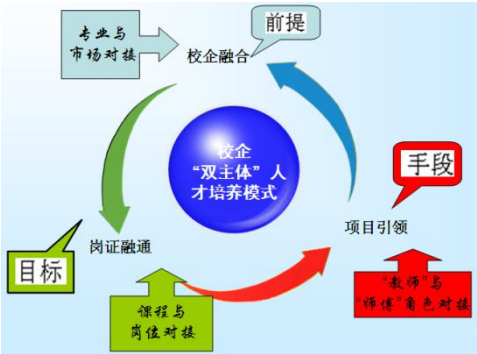 专业与
市场对接
校企融合
前提
校企
“双主体”人
才培养模式
手段
项目引领
目标
岗证融通
课程与
岗位对接
“教师”与
“师傅”角色对接